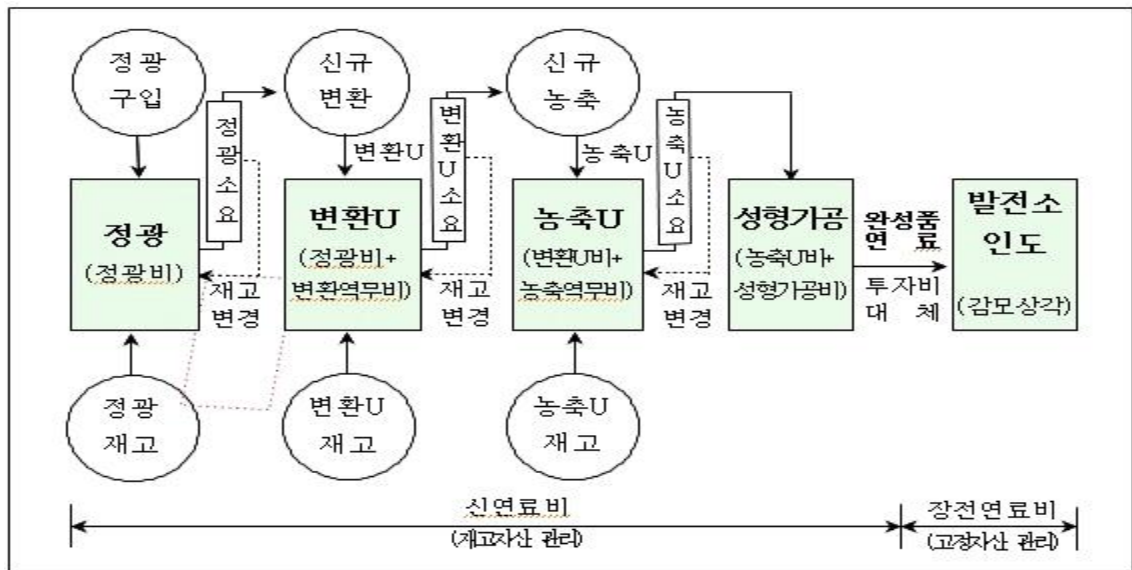 정광
구입
신규
변환
신규
농축
정광소요
변환U
변환U소요
농축U
농축U소요
정광
(정광비)
재고
변경
변환U
(정광비+
변환역무비)
재고
변경
농축U
(변환U비+
농축역무비)
재고
변경
성형가공
(농축U비+
성형가공비)
완성품
연 료
투자비
대 체
발전소
인도
(감모상각)
정광
재고
변환U
재고
농축U
재고
신연료비
(재고자산 관리)
장전연료비
(고정자산 관리)